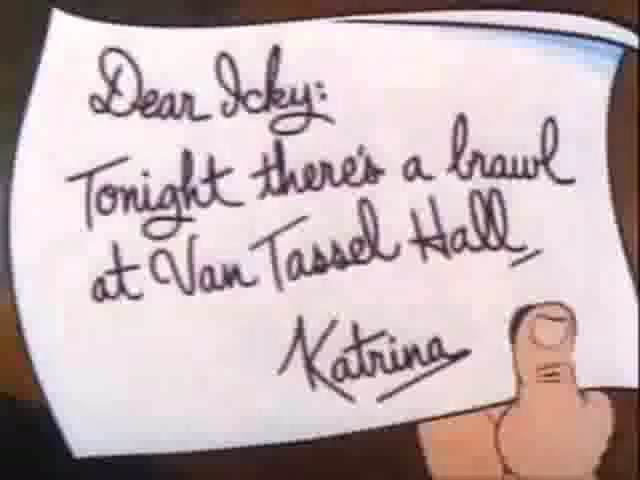 Dear Icky:
Tonight there's a brawl
at Van Tassel Hall
Katrina